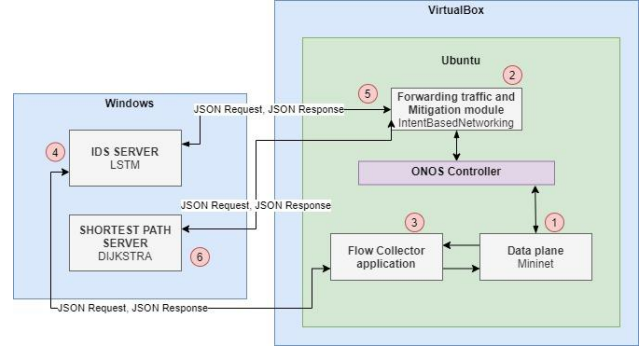 VirtualBox
Ubuntu
Windows
2
5
Forwarding traffic and
Mitigation module
IntentBasedNetworking
JSON Request, JSON Response
4
IDS SERVER
LSTM
ONOS Controller
JSON Request, JSON Response
SHORTEST PATH
SERVER
DIJKSTRA
6
3
1
Flow Collector
application
Data plane
Mininet
JSON Request, JSON Response